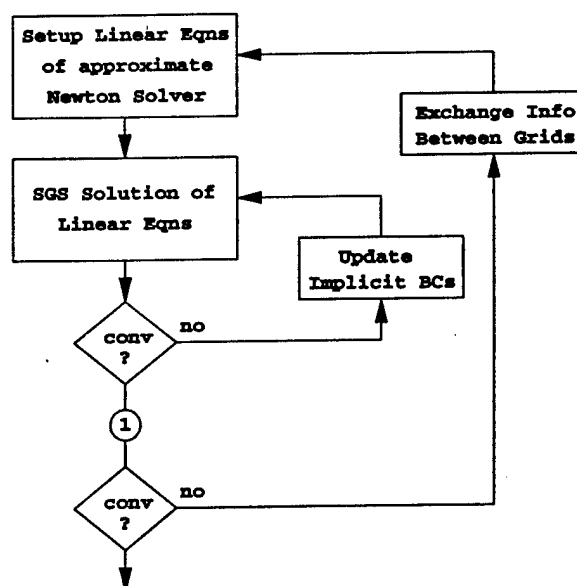 Setup Linear Eqns
of approximate
Newton Solver
Exchange Info
Between Grids
SGS Solution of
Linear Eqns
Update
Implicit BCs
conv
?
no
1
conv
?
no